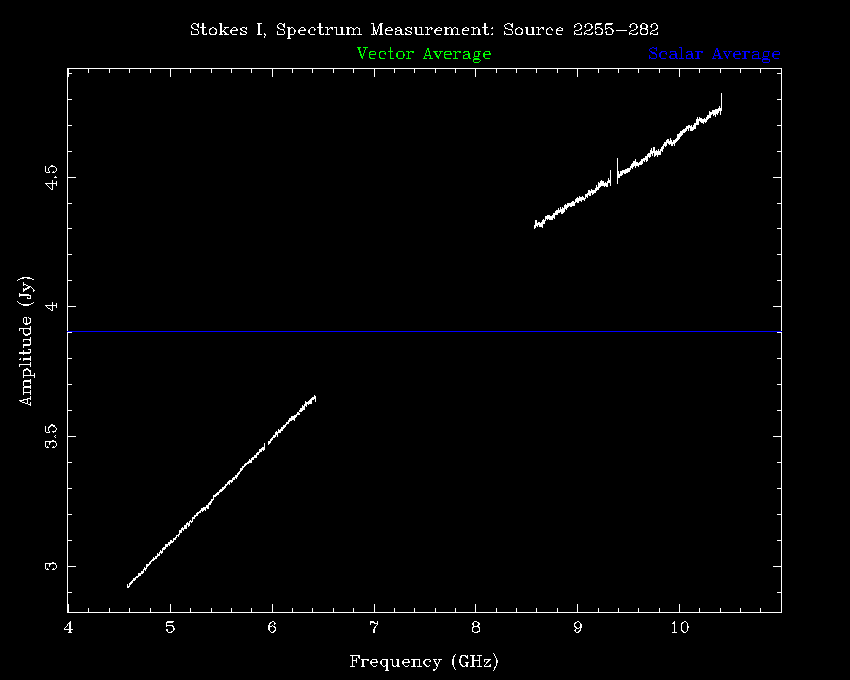 Stokes I, Spectrum Measurement: Source 2255-282
Vector Average
Scalar Average
Amplitude (Jy)
4.5
4
3.5
3
4 5 6 7 8 9 10
Frequency (GHz)